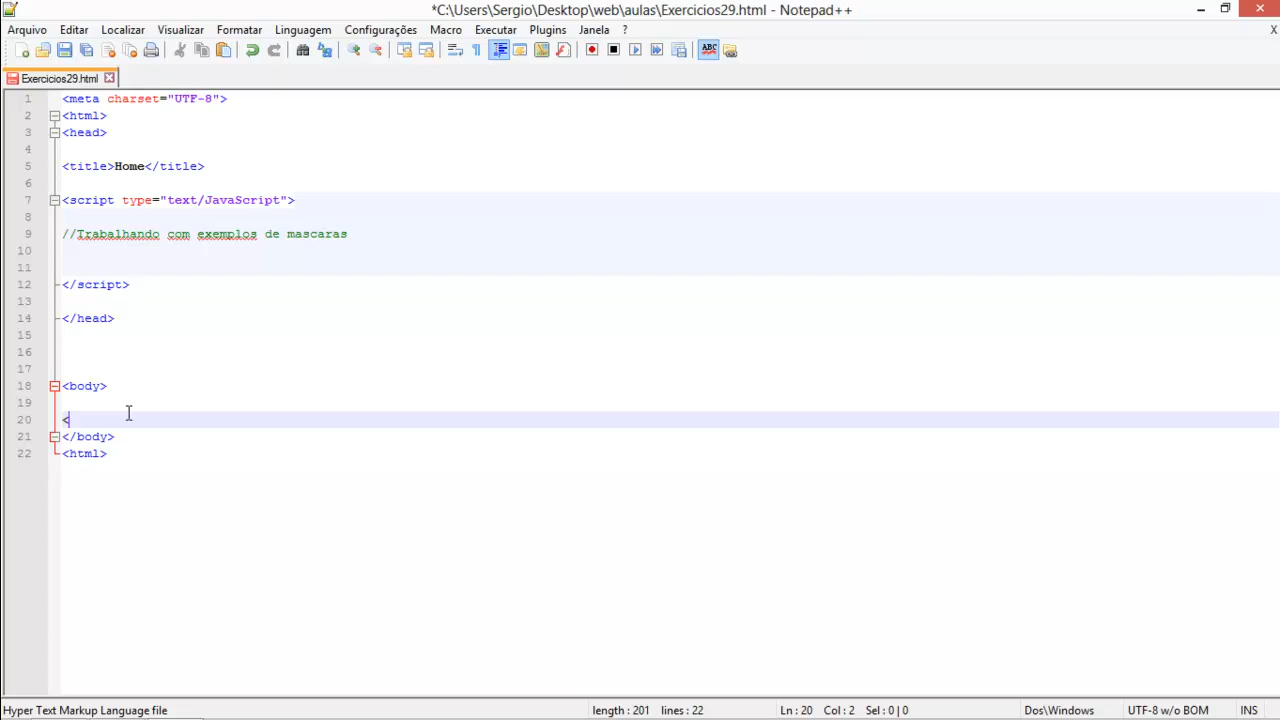 *C:\Users\Sergio\Desktop\web\aulas\Exercicios29.html - Notepad++
Arquivo Editar Localizar Visualizar Formatar Linguagem Configurações Macro Executar Plugins Janela ? X
ABC
Exercicios29.html
1 <meta charset="UTF-8">
2 <html>
3 <head>
4
5 <title>Home</title>
6
7 <script type="text/JavaScript">
8
9 //Trabalhando com exemplos de mascaras
10
11
12 </script>
13
14 </head>
15
16
17
18 <body>
19
20 <
21 </body>
22 <html>
Hyper Text Markup Language file length : 201 lines : 22 Ln : 20 Col : 2 Sel : 0 | 0 Dos\Windows UTF-8 w/o BOM INS